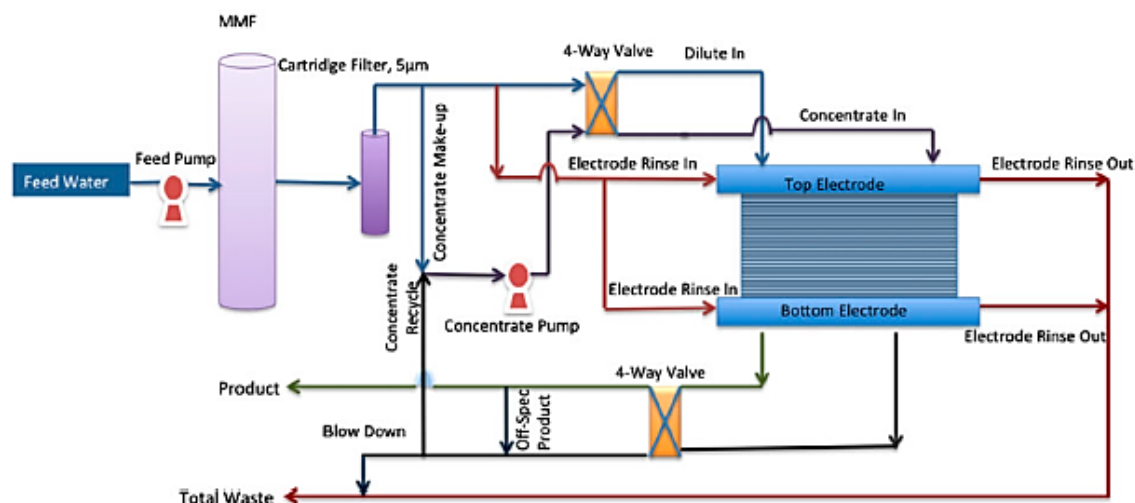 MMF
4-Way Valve
Dilute In
Cartridge Filter, 5µm
Concentrate In
Feed Pump
Feed Water
Concentrate Make-up
Electrode Rinse In
Electrode Rinse Out
Top Electrode
Concentrate
Recycle
Concentrate Pump
Electrode Rinse In
Bottom Electrode
Electrode Rinse Out
4-Way Valve
Product
Off-Spec
Product
Blow Down
Total Waste